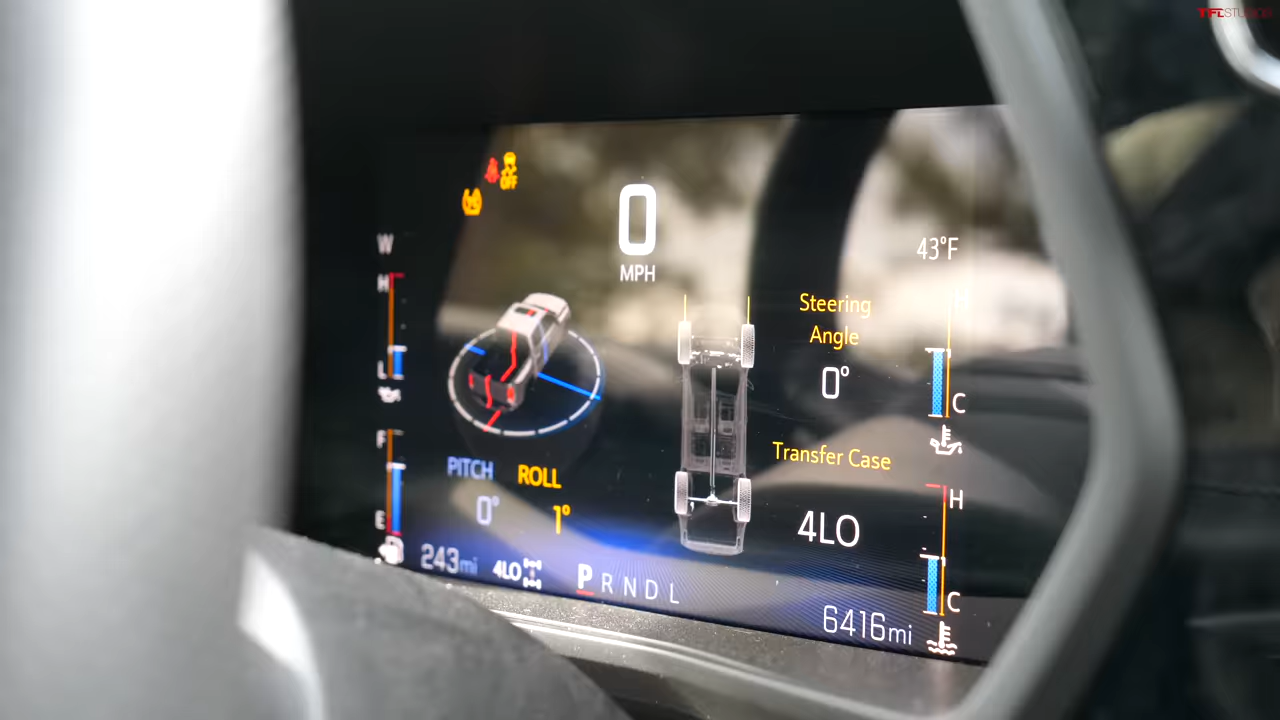 TFLSTUDIOS
OFF
0
MPH
W
43°F
H
L
Steering
Angle
0°
C
F
E
PITCH
ROLL
0°
1°
Transfer Case
4LO
H
C
243mi
4LO
P R N D L
6416mi